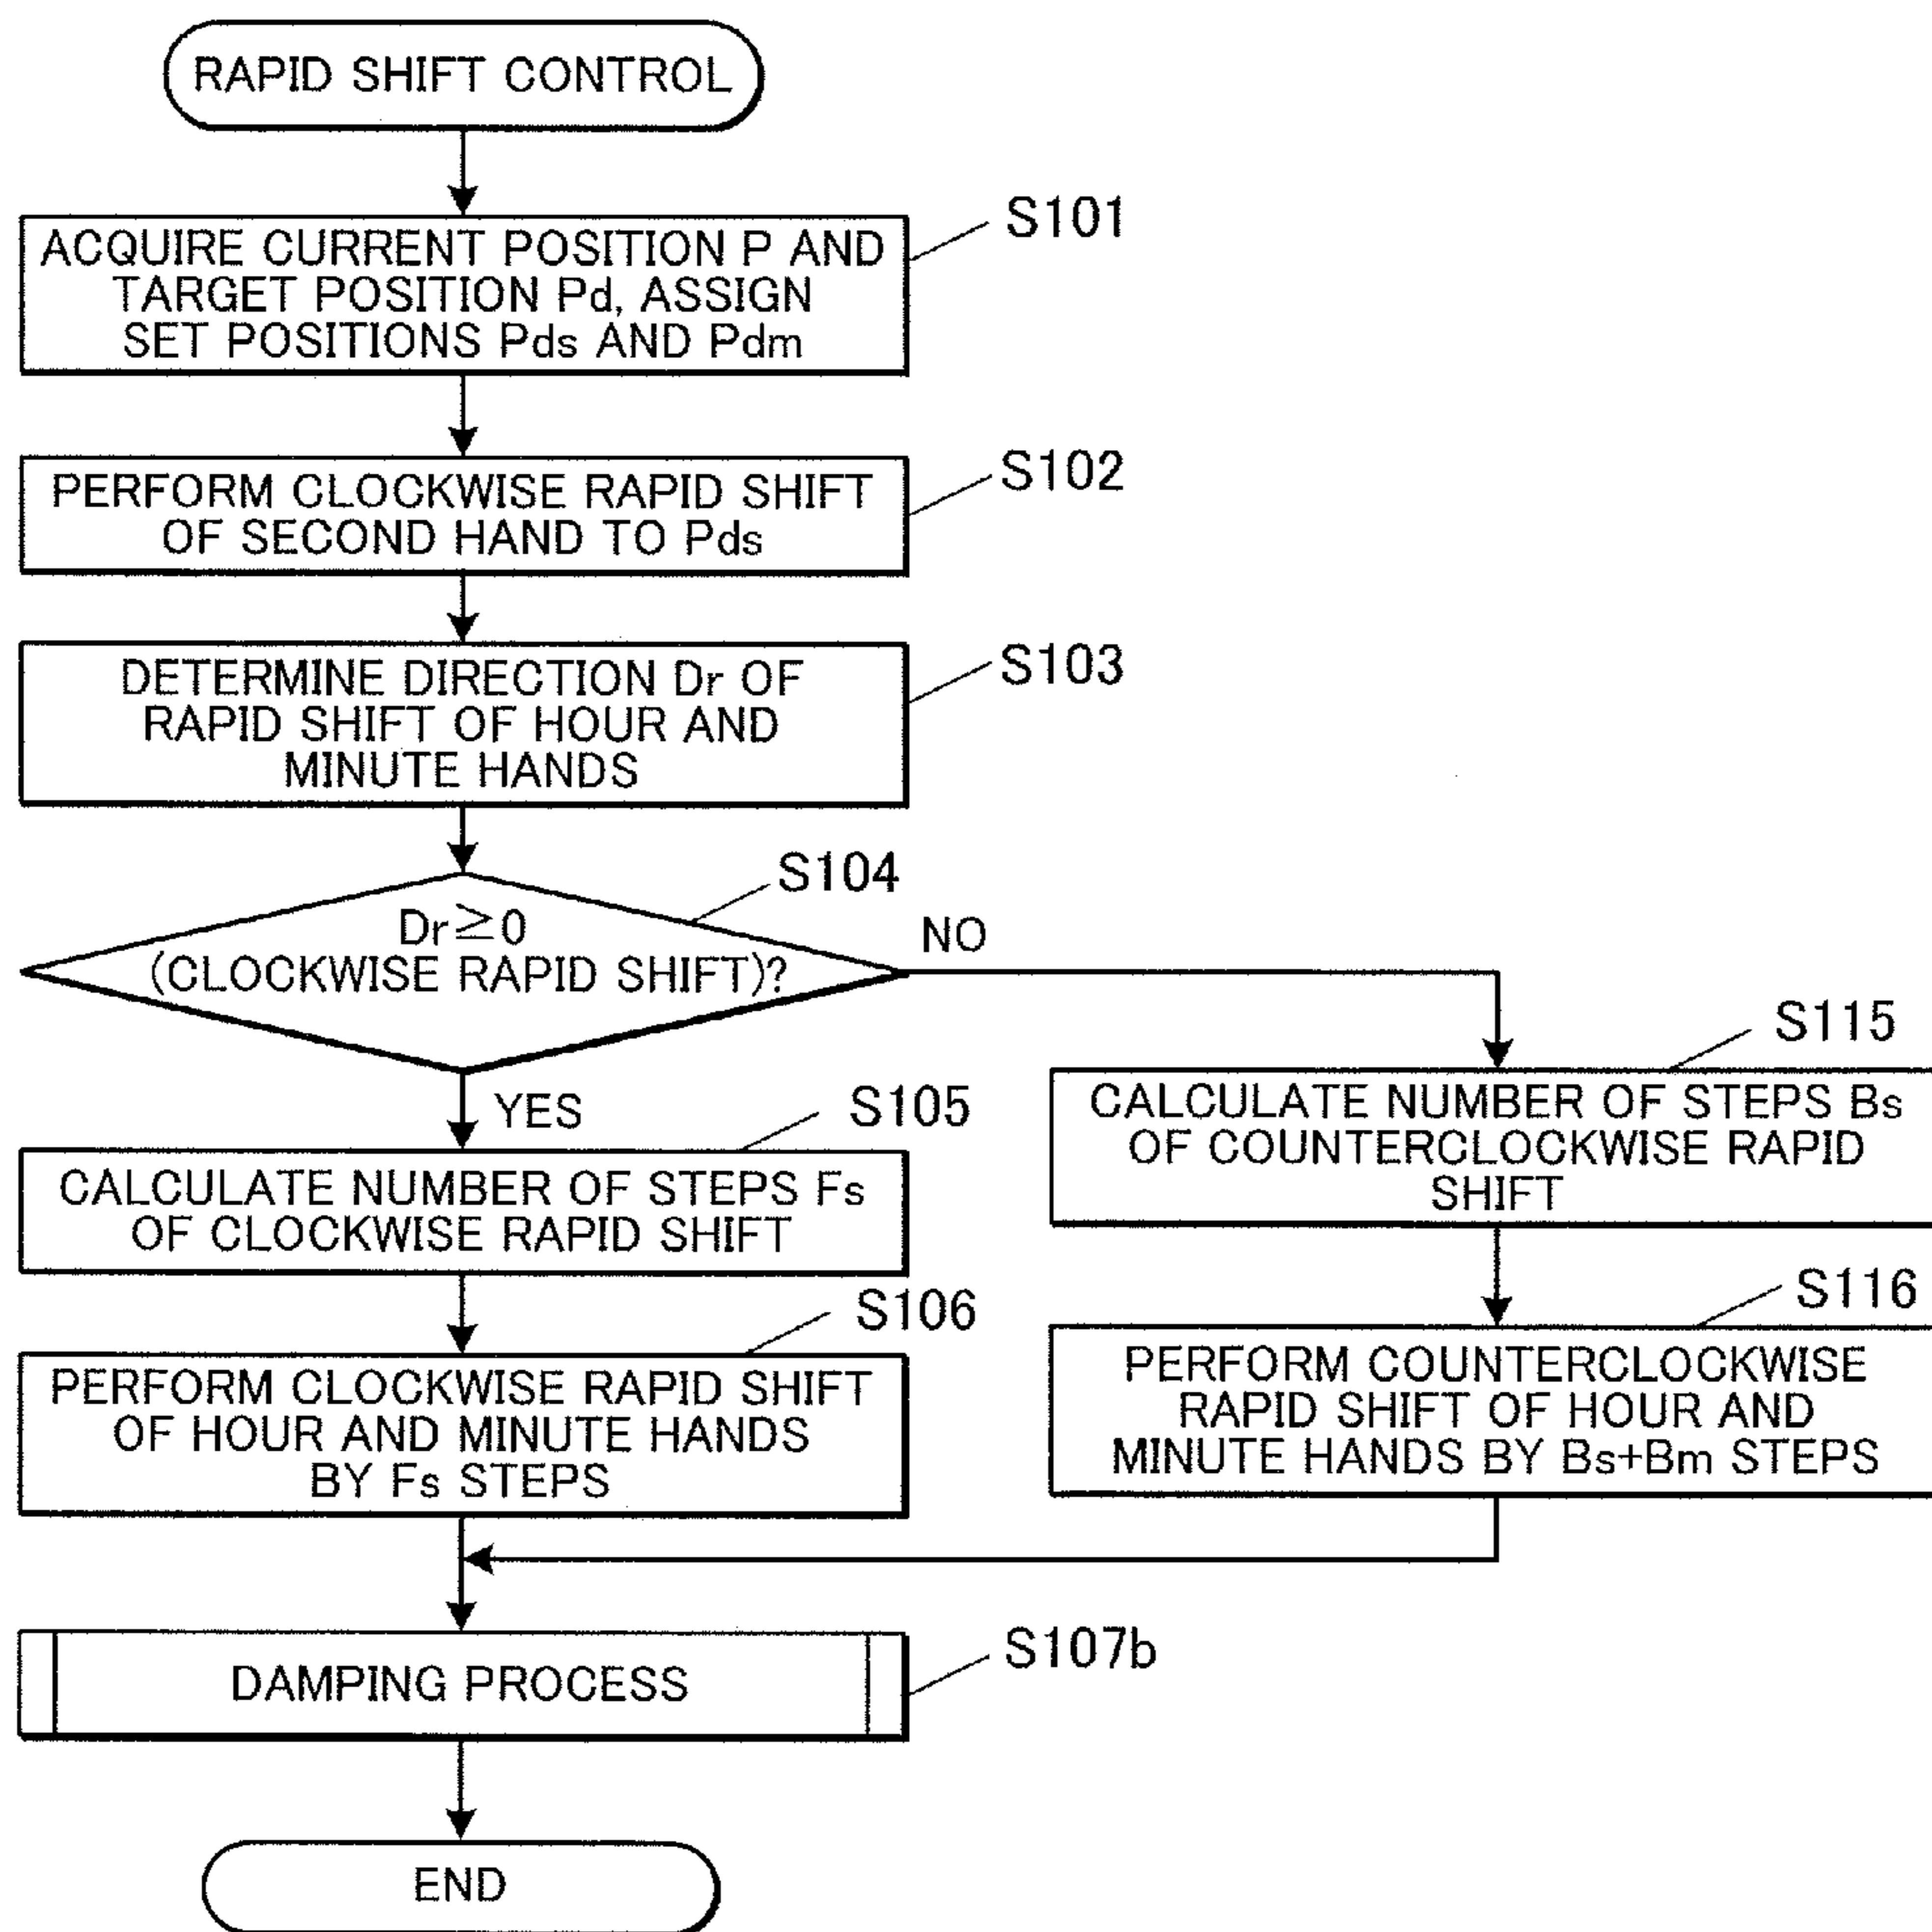 RAPID SHIFT CONTROL
S101
ACQUIRE CURRENT POSITION P AND
TARGET POSITION Pd, ASSIGN
SET POSITIONS Pds AND Pdm
S102
PERFORM CLOCKWISE RAPID SHIFT
OF SECOND HAND TO Pds
S103
DETERMINE DIRECTION Dr OF
RAPID SHIFT OF HOUR AND
MINUTE HANDS
S104
Dr≧0
(CLOCKWISE RAPID SHIFT)?
NO
YES
S105
CALCULATE NUMBER OF STEPS Fs
OF CLOCKWISE RAPID SHIFT
S106
PERFORM CLOCKWISE RAPID SHIFT
OF HOUR AND MINUTE HANDS
BY Fs STEPS
S115
CALCULATE NUMBER OF STEPS Bs
OF COUNTERCLOCKWISE RAPID
SHIFT
S116
PERFORM COUNTERCLOCKWISE
RAPID SHIFT OF HOUR AND
MINUTE HANDS BY Bs+Bm STEPS
S107b
DAMPING PROCESS
END